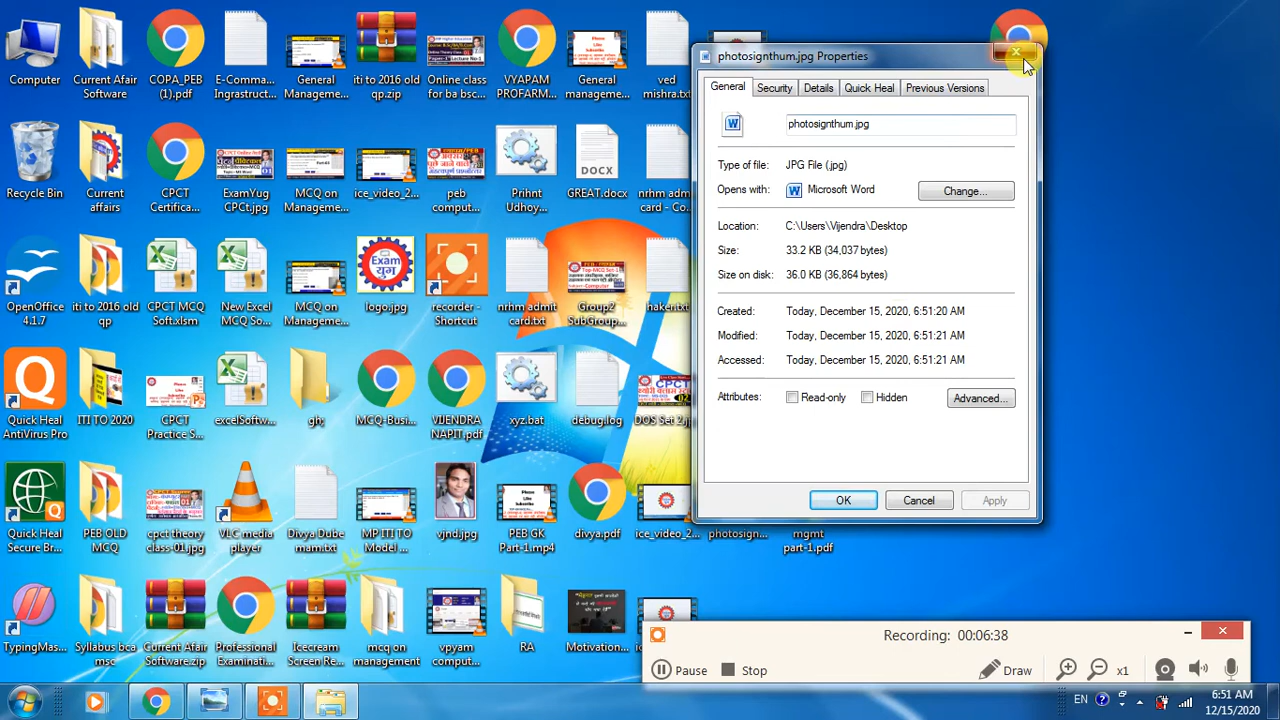 Computer
Current Afair
Software
COPA_PEB
(1).pdf
E-Comma...
Ingrastruct...
General
Management...
iti to 2016 old
qp.zip
Online class
for ba bsc...
VYAPAM
PROFARM...
General
manageme...
ved
mishra.txt
Recycle Bin
Current
affairs
CPCT
Certifica...
ExamYug
CPCt.jpg
MCQ on
Manageme...
ice_video_2...
peb
comput...
Prihnt
Udhoy...
GREAT.docx
nrhm admit
card - Co...
OpenOffice
4.1.7
iti to 2016 old
qp
CPCT MCQ
Soft.xlsm
New Excel
MCQ So...
MCQ on
Manageme...
logo.jpg
recorder -
Shortcut
nrhm admit
card.txt
Group2
SubGroup...
haken.txt
Quick Heal
AntiVirus Pro
ITI TO 2020
CPCT
Practice S...
excelSoftw...
gh;
MCQ-Busi...
VIJENDRA
NAPIT.pdf
xyz.bat
debug.log
DOS Set 2.j...
Quick Heal
Secure Br...
PEB OLD
MCQ
cpct theory
class-01.jpg
VLC media
player
Divya Dube
mam.txt
MP ITI TO
Model ...
vjnd.jpg
PEB GK
Part-1.mp4
divya.pdf
ice_video_2...
photosign...
mgmt
part-1.pdf
TypingMas...
Syllabus bca
msc
Current Afair
Software.zip
Professional
Examinati...
Icecream
Screen Re...
mcq on
management
vpyam
comput...
RA
Motivation...
photosignthum.jpg Properties
General
Security
Details
Quick Heal
Previous Versions
photosignthum.jpg
JPG File (.jpg)
Opens with:
Microsoft Word
Change...
Location:
C:\Users\Vijendra\Desktop
Size:
33.2 KB (34,037 bytes)
Size on disk:
36.0 KB (36,864 bytes)
Created:
Today, December 15, 2020, 6:51:20 AM
Modified:
Today, December 15, 2020, 6:51:21 AM
Accessed:
Today, December 15, 2020, 6:51:21 AM
Attributes:
Read-only
Hidden
Advanced...
OK
Cancel
Apply
Recording: 00:06:38
Pause
Stop
Draw
x1
EN
6:51 AM
12/15/2020